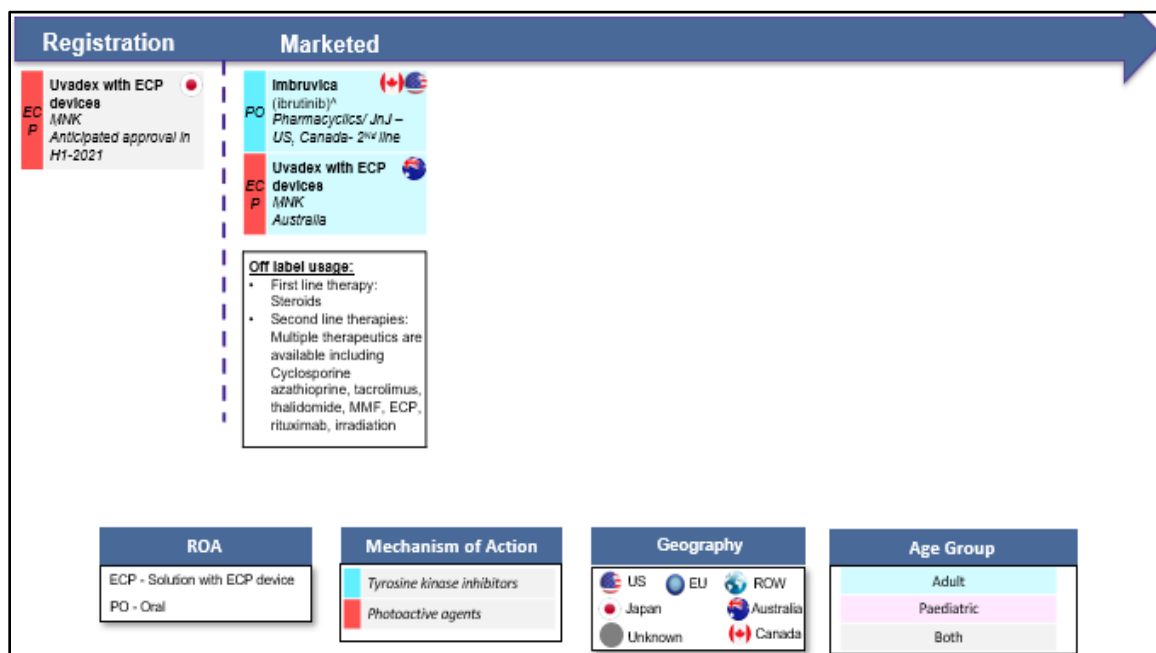 Registration
Marketed
EC
P
Uvadex with ECP
devices
MNK
Anticipated approval in
H1-2021
PO
Imbruvica
(ibrutinib)^
Pharmacyclics/ JnJ –
US, Canada- 2ⁿᵈ line
EC
P
Uvadex with ECP
devices
MNK
Australia
Off label usage:
• First line therapy:
Steroids
• Second line therapies:
Multiple therapeutics are
available including
Cyclosporine
azathioprine, tacrolimus,
thalidomide, MMF, ECP,
rituximab, irradiation
ROA
ECP - Solution with ECP device
PO - Oral
Mechanism of Action
Tyrosine kinase inhibitors
Photoactive agents
Geography
US EU ROW
Japan Australia
Unknown Canada
Age Group
Adult
Paediatric
Both